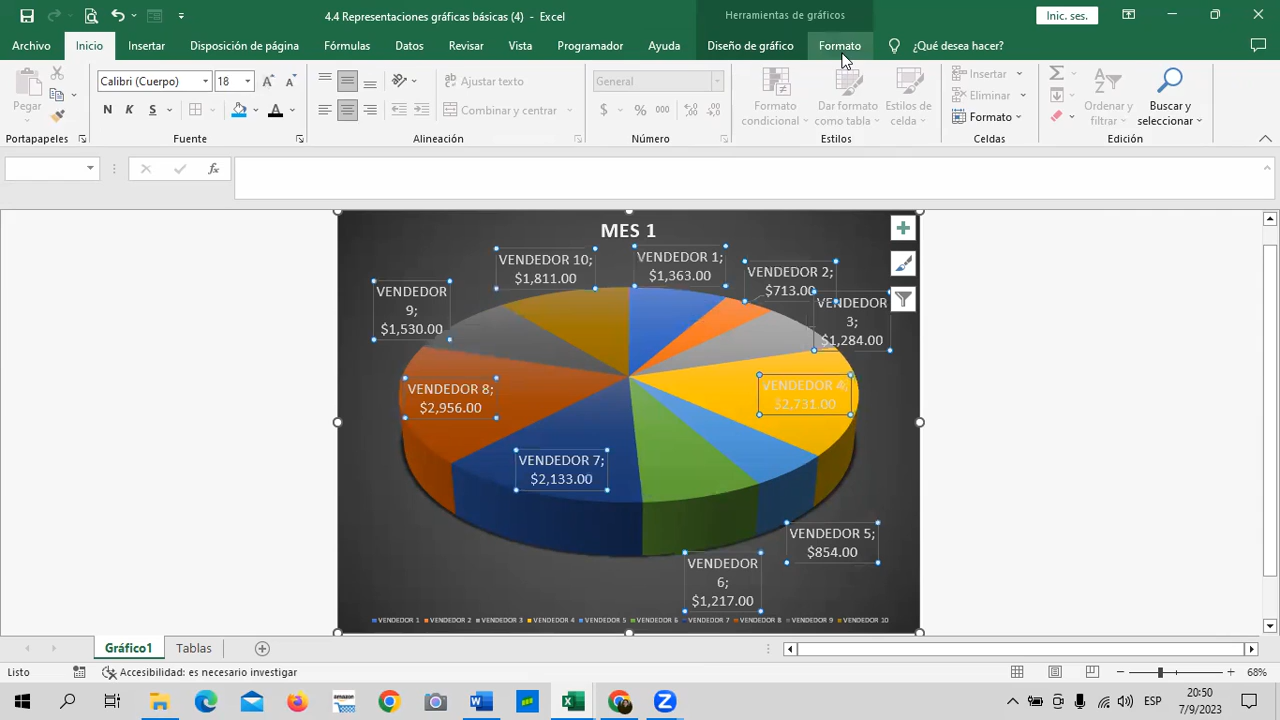 4.4 Representaciones gráficas básicas (4) - Excel
Herramientas de gráficos
Inic. ses.
Archivo Inicio Insertar Disposición de página Fórmulas Datos Revisar Vista Programador Ayuda Diseño de gráfico Formato ¿Qué desea hacer?
Pegar
Calibri (Cuerpo) 18
N K S
Ajustar texto
Combinar y centrar
General
$ % 000
Formato
condicional
Dar formato
como tabla
Estilos de
celda
Insertar
Eliminar
Formato
Ordenar y
filtrar
Buscar y
seleccionar
Portapapeles Fuente Alineación Número Estilos Celdas Edición
fx
MES 1
VENDEDOR 10;
$1,811.00
VENDEDOR 1;
$1,363.00
VENDEDOR 2;
$713.00
VENDEDOR
9;
$1,530.00
VENDEDOR
3;
$1,284.00
VENDEDOR 8;
$2,956.00
VENDEDOR 4;
$2,731.00
VENDEDOR 7;
$2,133.00
VENDEDOR 5;
$854.00
VENDEDOR
6;
$1,217.00
VENDEDOR 1 VENDEDOR 2 VENDEDOR 3 VENDEDOR 4 VENDEDOR 5 VENDEDOR 6 VENDEDOR 7 VENDEDOR 8 VENDEDOR 9 VENDEDOR 10
Gráfico1 Tablas
Listo Accesibilidad: es necesario investigar 68%
ESP
20:50
7/9/2023